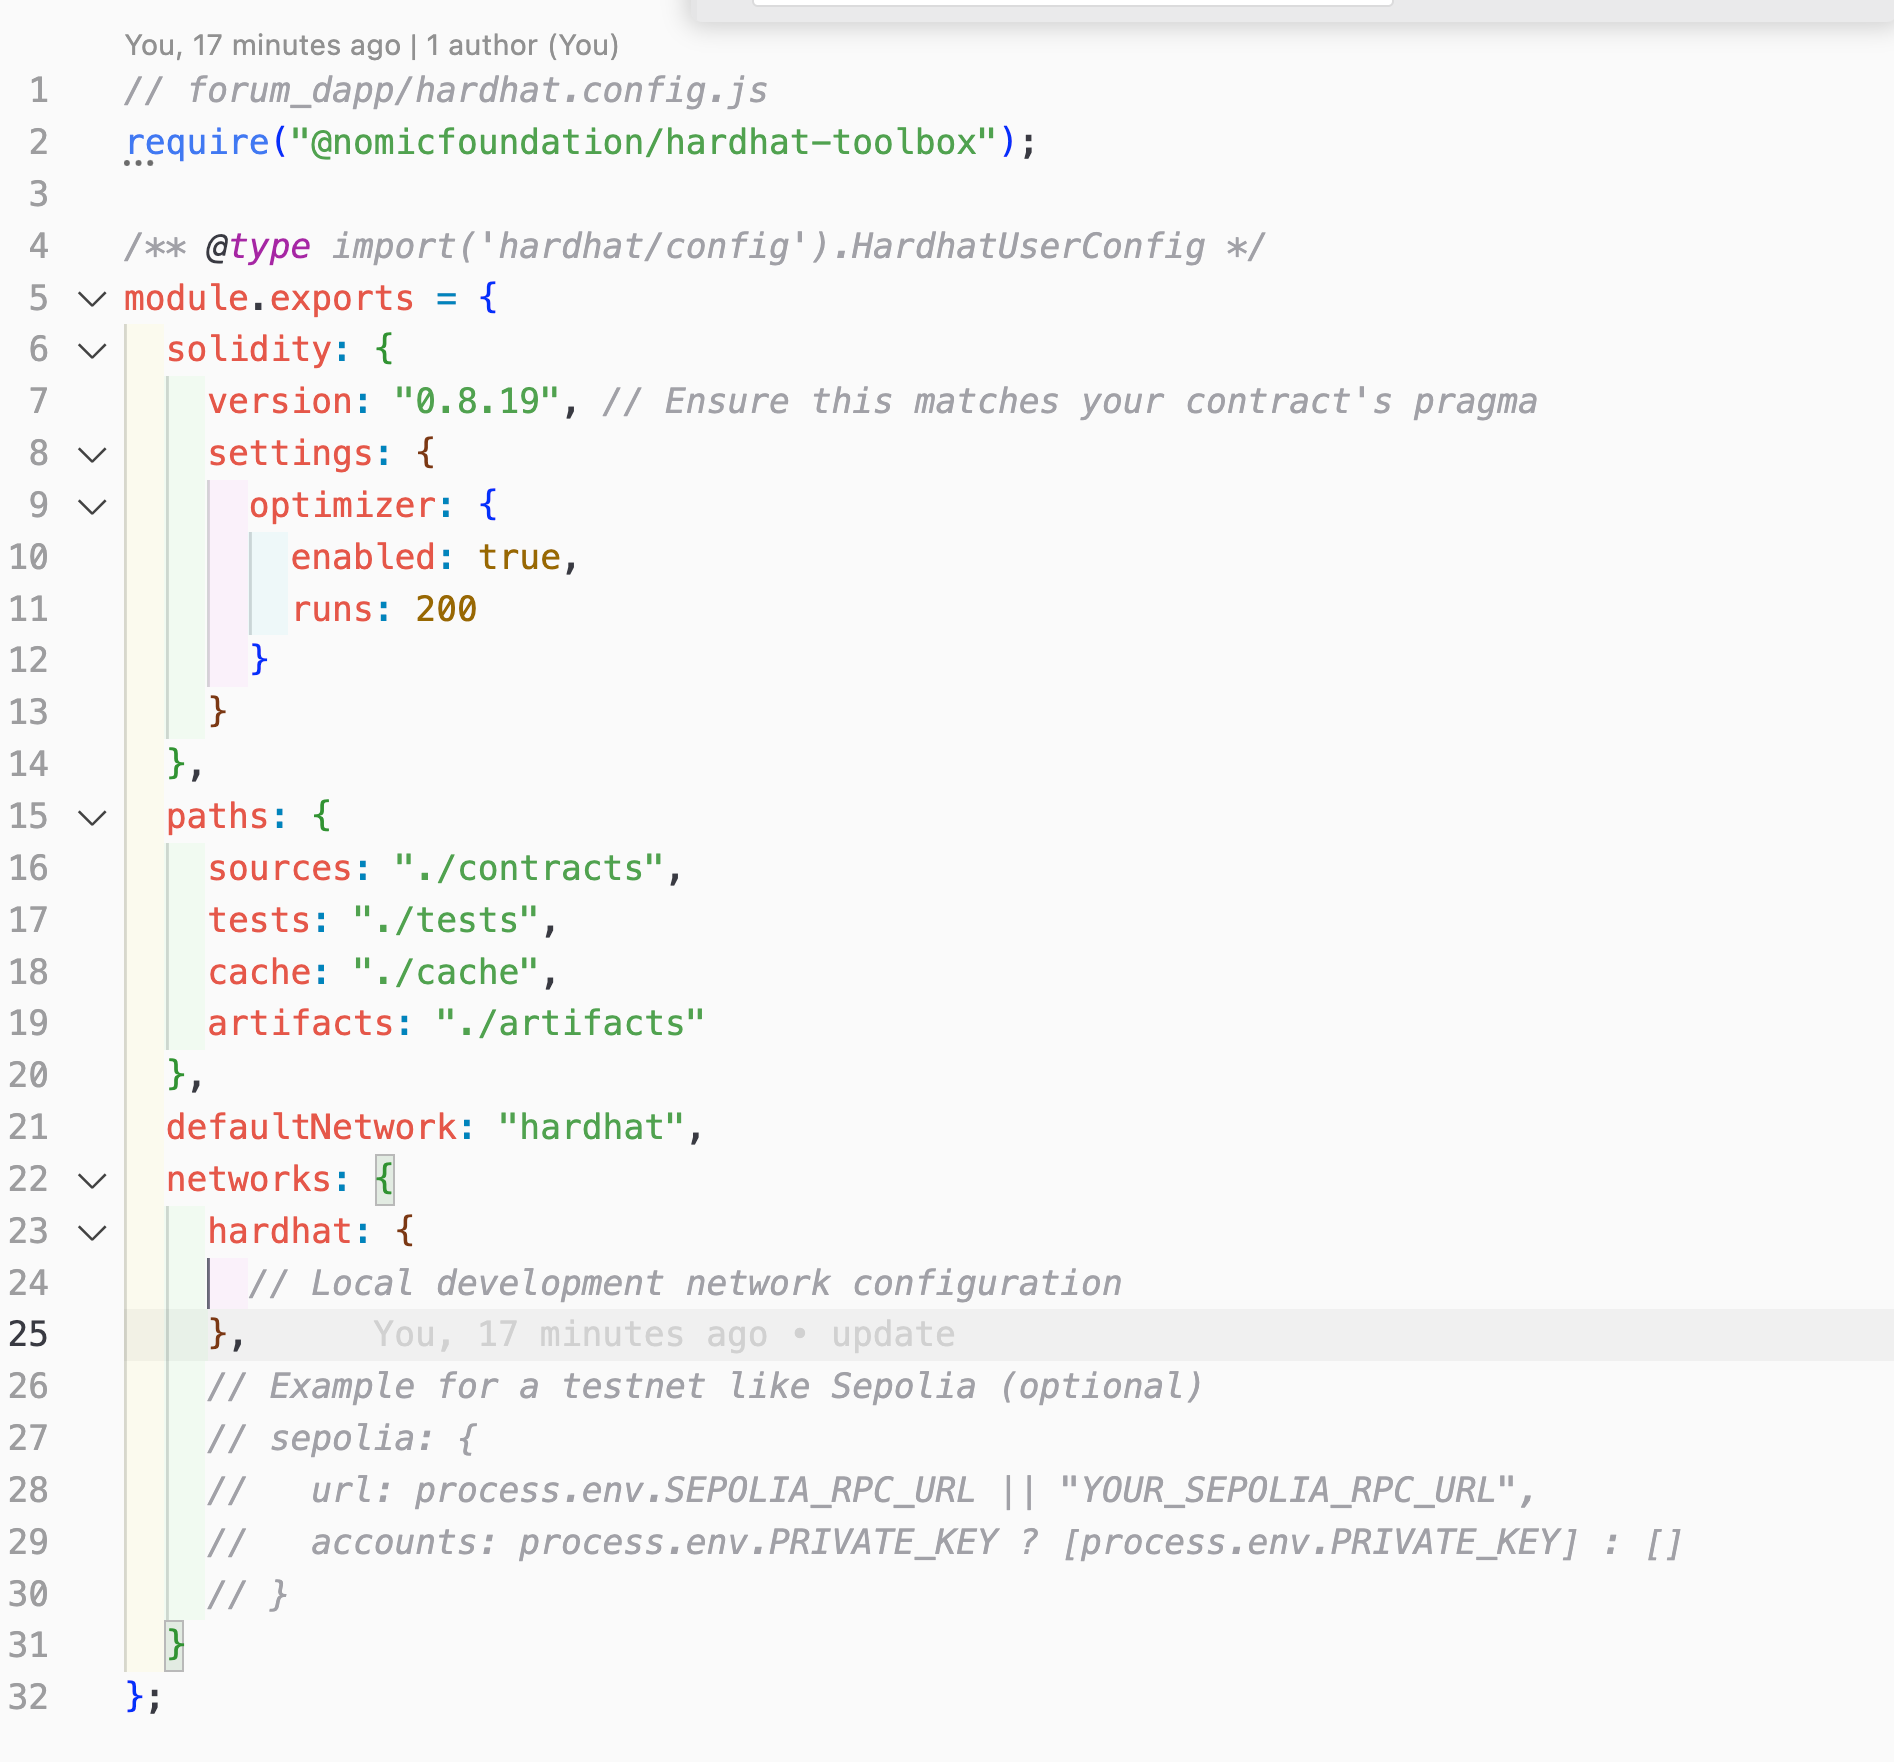 You, 17 minutes ago | 1 author (You)
1 // forum_dapp/hardhat.config.js
2 require("@nomicfoundation/hardhat-toolbox");
3
4 /** @type import('hardhat/config').HardhatUserConfig */
5 module.exports = {
6   solidity: {
7     version: "0.8.19", // Ensure this matches your contract's pragma
8     settings: {
9       optimizer: {
10         enabled: true,
11         runs: 200
12       }
13     }
14   },
15   paths: {
16     sources: "./contracts",
17     tests: "./tests",
18     cache: "./cache",
19     artifacts: "./artifacts"
20   },
21   defaultNetwork: "hardhat",
22   networks: {
23     hardhat: {
24       // Local development network configuration
25     },      You, 17 minutes ago • update
26     // Example for a testnet like Sepolia (optional)
27     // sepolia: {
28     //   url: process.env.SEPOLIA_RPC_URL || "YOUR_SEPOLIA_RPC_URL",
29     //   accounts: process.env.PRIVATE_KEY ? [process.env.PRIVATE_KEY] : []
30     // }
31   }
32 };